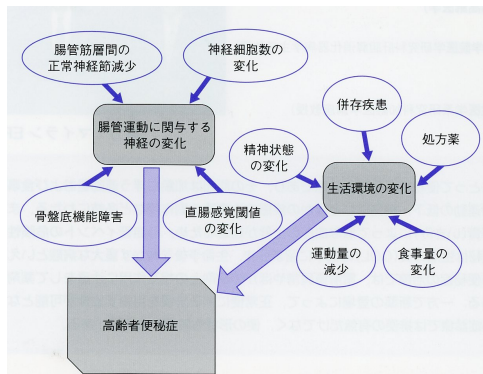 腸管筋層間の
正常神経節減少
神経細胞数の
変化
腸管運動に関与する
神経の変化
骨盤底機能障害
直腸感覚閾値
の変化
併存疾患
処方薬
精神状態
の変化
生活環境の変化
運動量の
減少
食事量の
変化
高齢者便秘症